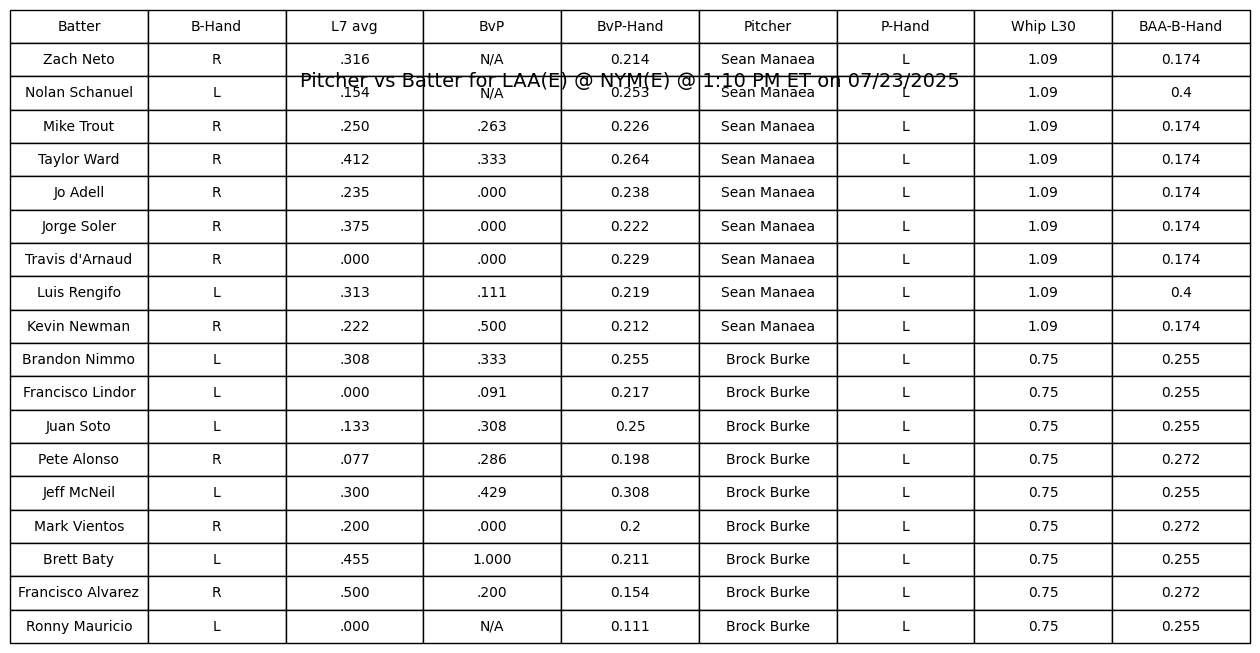 Batter B-Hand L7 avg BvP BvP-Hand Pitcher P-Hand Whip L30 BAA-B-Hand
Zach Neto R .316 N/A 0.214 Sean Manaea L 1.09 0.174
Pitcher vs Batter for LAA(E) @ NYM(E) @ 1:10 PM ET on 07/23/2025
Nolan Schanuel L .154 N/A 0.253 Sean Manaea L 1.09 0.4
Mike Trout R .250 .263 0.226 Sean Manaea L 1.09 0.174
Taylor Ward R .412 .333 0.264 Sean Manaea L 1.09 0.174
Jo Adell R .235 .000 0.238 Sean Manaea L 1.09 0.174
Jorge Soler R .375 .000 0.222 Sean Manaea L 1.09 0.174
Travis d'Arnaud R .000 .000 0.229 Sean Manaea L 1.09 0.174
Luis Rengifo L .313 .111 0.219 Sean Manaea L 1.09 0.4
Kevin Newman R .222 .500 0.212 Sean Manaea L 1.09 0.174
Brandon Nimmo L .308 .333 0.255 Brock Burke L 0.75 0.255
Francisco Lindor L .000 .091 0.217 Brock Burke L 0.75 0.255
Juan Soto L .133 .308 0.25 Brock Burke L 0.75 0.255
Pete Alonso R .077 .286 0.198 Brock Burke L 0.75 0.272
Jeff McNeil L .300 .429 0.308 Brock Burke L 0.75 0.255
Mark Vientos R .200 .000 0.2 Brock Burke L 0.75 0.272
Brett Baty L .455 1.000 0.211 Brock Burke L 0.75 0.255
Francisco Alvarez R .500 .200 0.154 Brock Burke L 0.75 0.272
Ronny Mauricio L .000 N/A 0.111 Brock Burke L 0.75 0.255